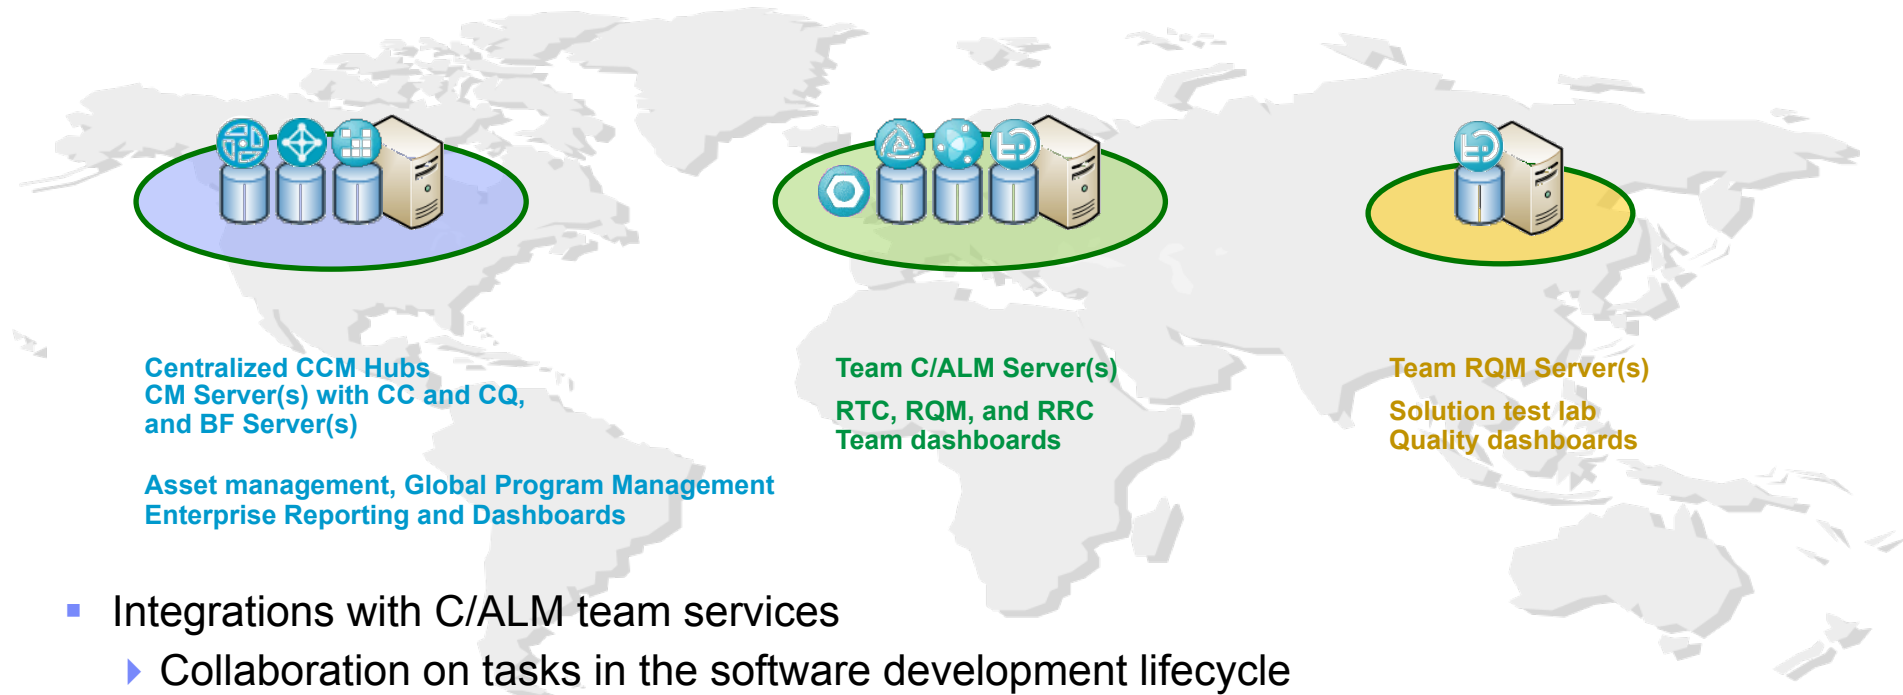 Centralized CCM Hubs
CM Server(s) with CC and CQ,
and BF Server(s)
Asset management, Global Program Management
Enterprise Reporting and Dashboards
Team C/ALM Server(s)
RTC, RQM, and RRC
Team dashboards
Team RQM Server(s)
Solution test lab
Quality dashboards
Integrations with C/ALM team services
Collaboration on tasks in the software development lifecycle